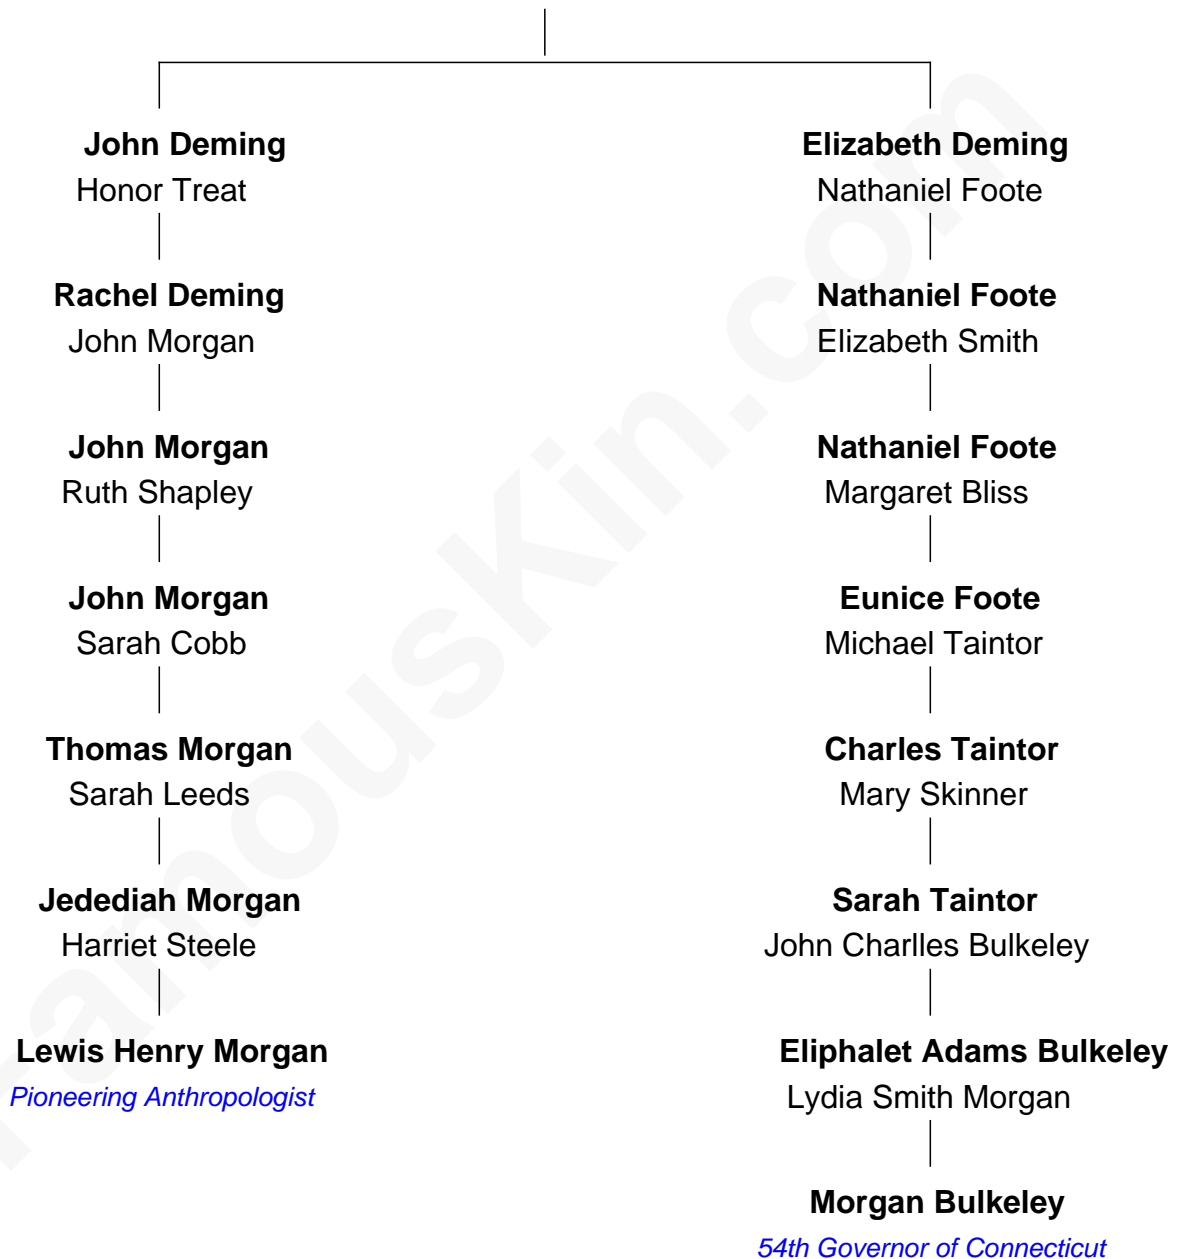 John Deming
Honor Treat
Rachel Deming
John Morgan
John Morgan
Ruth Shapley
John Morgan
Sarah Cobb
Thomas Morgan
Sarah Leeds
Jedediah Morgan
Harriet Steele
Lewis Henry Morgan
Pioneering Anthropologist
Elizabeth Deming
Nathaniel Foote
Nathaniel Foote
Elizabeth Smith
Nathaniel Foote
Margaret Bliss
Eunice Foote
Michael Taintor
Charles Taintor
Mary Skinner
Sarah Taintor
John Charlles Bulkeley
Eliphalet Adams Bulkeley
Lydia Smith Morgan
Morgan Bulkeley
54th Governor of Connecticut
FamousKin.com